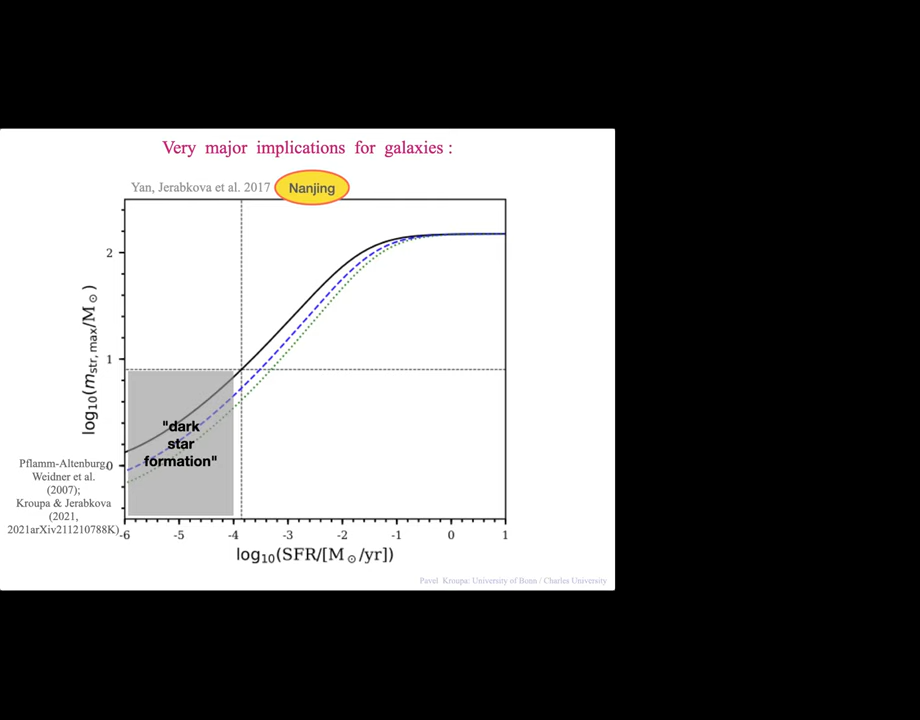 Very major implications for galaxies :
Yan, Jerabkova et al. 2017
Nanjing
log₁₀(mstr, max/M⊙)
2
1
0
"dark
star
formation"
Pflamm-Altenburg,
Weidner et al.
(2007);
Kroupa & Jerabkova
(2021,
2021arXiv211210788K)
-6 -5 -4 -3 -2 -1 0 1
log₁₀(SFR/[M⊙/yr])
Pavel Kroupa: University of Bonn / Charles University